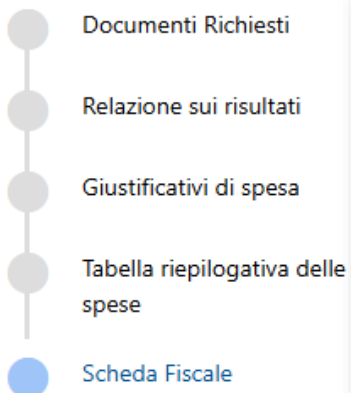 Documenti Richiesti
Relazione sui risultati
Giustificativi di spesa
Tabella riepilogativa delle
spese
Scheda Fiscale